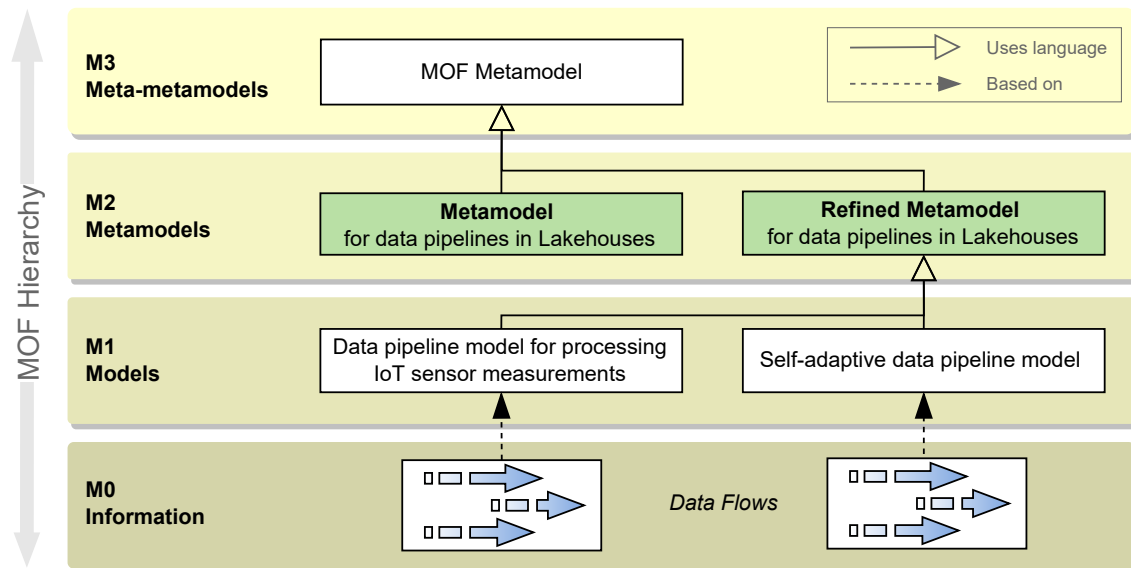 MOF Hierarchy
M3
Meta-metamodels
MOF Metamodel
Uses language
Based on
M2
Metamodels
Metamodel
for data pipelines in Lakehouses
Refined Metamodel
for data pipelines in Lakehouses
M1
Models
Data pipeline model for processing
IoT sensor measurements
Self-adaptive data pipeline model
M0
Information
Data Flows